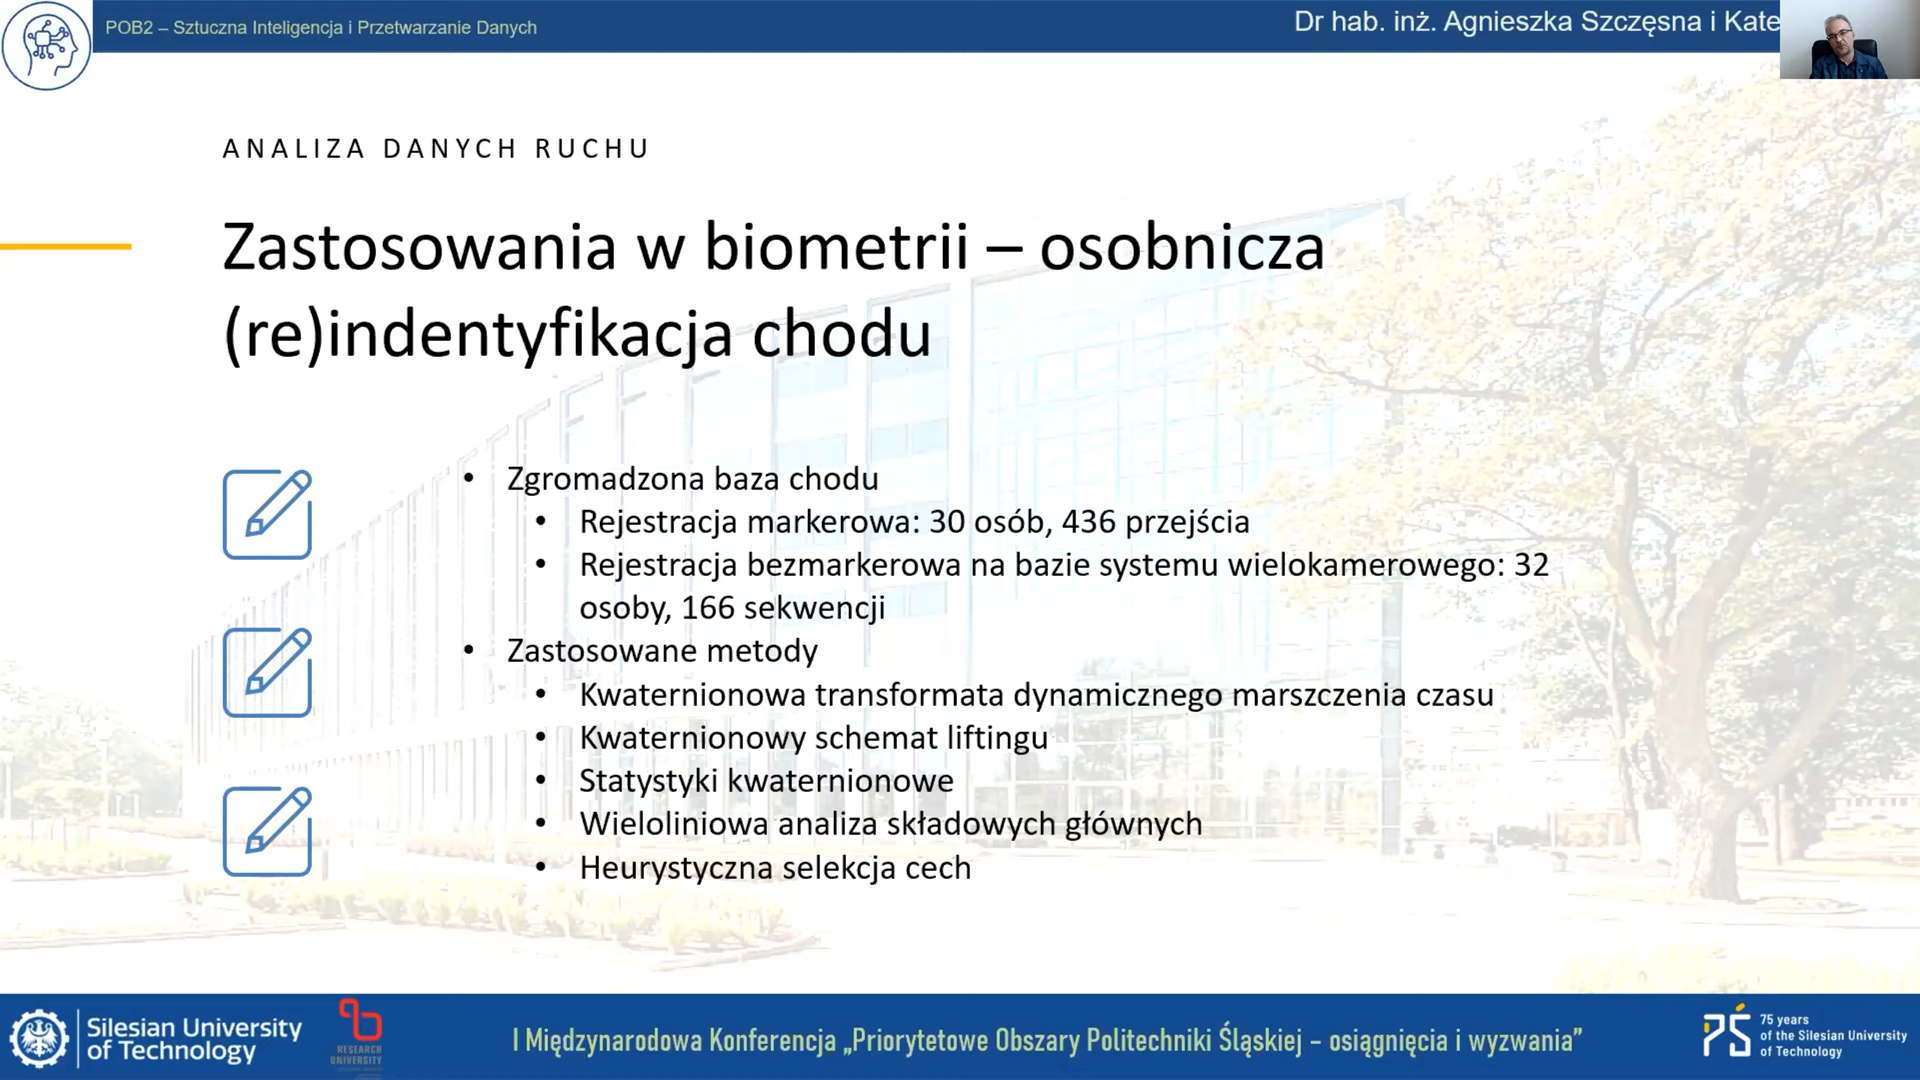 POB2 – Sztuczna Inteligencja i Przetwarzanie Danych
Dr hab. inż. Agnieszka Szczęsna i Kate
ANALIZA DANYCH RUCHU
Zastosowania w biometrii – osobnicza
(re)indentyfikacja chodu
• Zgromadzona baza chodu
• Rejestracja markerowa: 30 osób, 436 przejścia
• Rejestracja bezmarkerowa na bazie systemu wielokamerowego: 32
osoby, 166 sekwencji
• Zastosowane metody
• Kwaternionowa transformata dynamicznego marszczenia czasu
• Kwaternionowy schemat liftingu
• Statystyki kwaternionowe
• Wieloliniowa analiza składowych głównych
• Heurystyczna selekcja cech
Silesian University
of Technology
RESEARCH
UNIVERSITY
I Międzynarodowa Konferencja „Priorytetowe Obszary Politechniki Śląskiej – osiągnięcia i wyzwania”
PŚ
75 years
of the Silesian University
of Technology